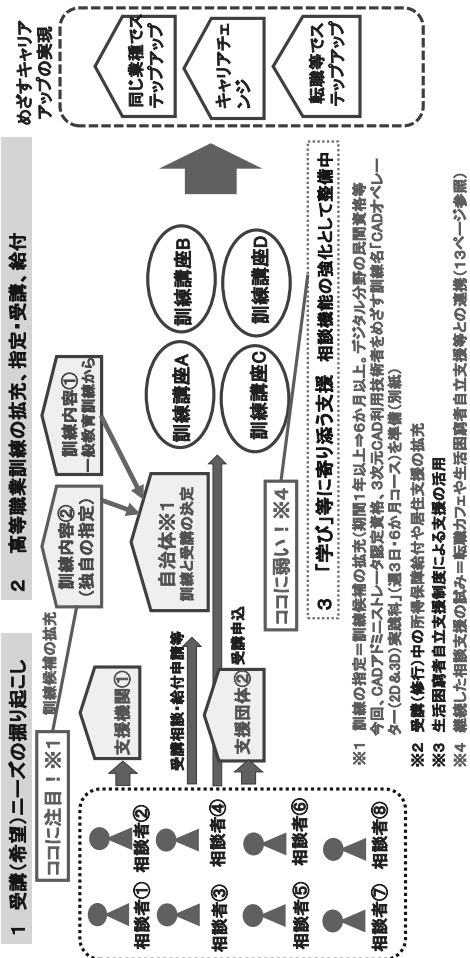 1 受講(希望)ニーズの掘り起こし
2 高等職業訓練の拡充、指定・受講、給付
めざすキャリア
アップの実現
ココに注目！※1
訓練候補の拡充
訓練内容②
(独自の指定)
訓練内容①
一般教育訓練から
支援機関①
自治体※1
訓練と受講の決定
受講相談・給付申請等
支援団体②
受講申込
相談者①
相談者②
相談者③
相談者④
相談者⑤
相談者⑥
相談者⑦
相談者⑧
訓練講座A
訓練講座B
訓練講座C
訓練講座D
同じ業種でス
テップアップ
キャリアチェ
ンジ
転職等でス
テップアップ
ココに弱い！※4
3 「学び」等に寄り添う支援 相談機能の強化として整備中
※1 訓練の指定＝訓練候補の拡充(期間1年以上⇒6か月以上。デジタル分野の民間資格等
今回、CADアドミニストレータ認定資格、3次元CAD利用技術者をめざす訓練名「CADオペレー
ター(2D＆3D)実践科」(週3日・6か月コース)を準備(別紙)
※2 受講(修行)中の所得保障給付や居住支援の拡充
※3 生活困窮者自立支援制度による支援の活用
※4 継続した相談支援の試み＝転職カフェや生活困窮者自立支援等との連携(13ページ参照)